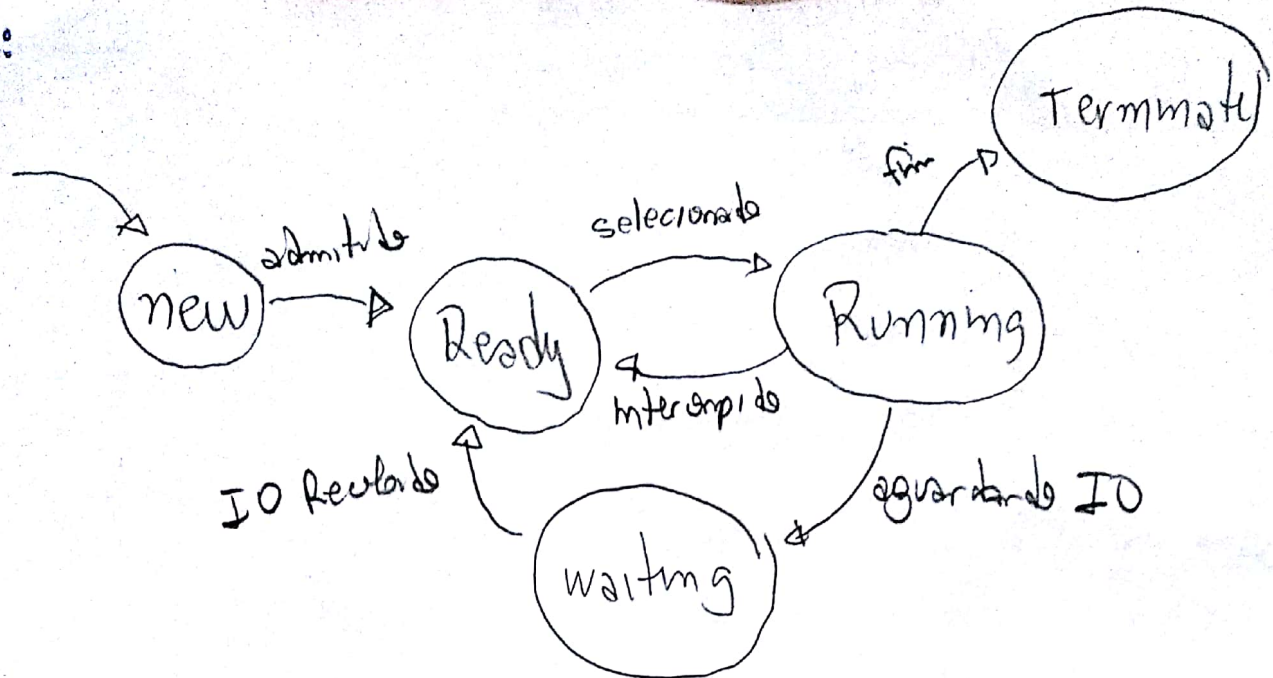 :
Terminate
fim
selecionado
admitido
new
Ready
Running
interompido
IO
aguardando IO
waiting